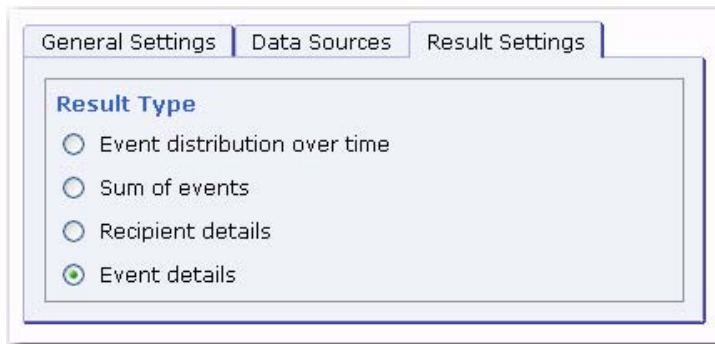 General Settings Data Sources Result Settings
Result Type
Event distribution over time
Sum of events
Recipient details
Event details